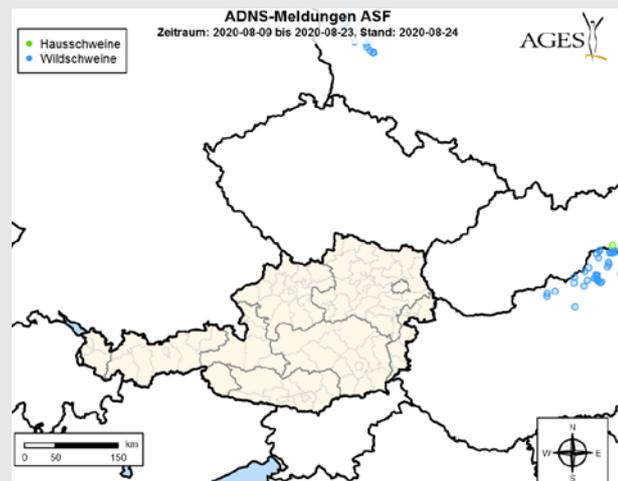 ADNS-Meldungen ASF
Zeitraum: 2020-08-09 bis 2020-08-23, Stand: 2020-08-24
Hausschweine
Wildschweine
AGES
km
0 50 150
N
W E
S